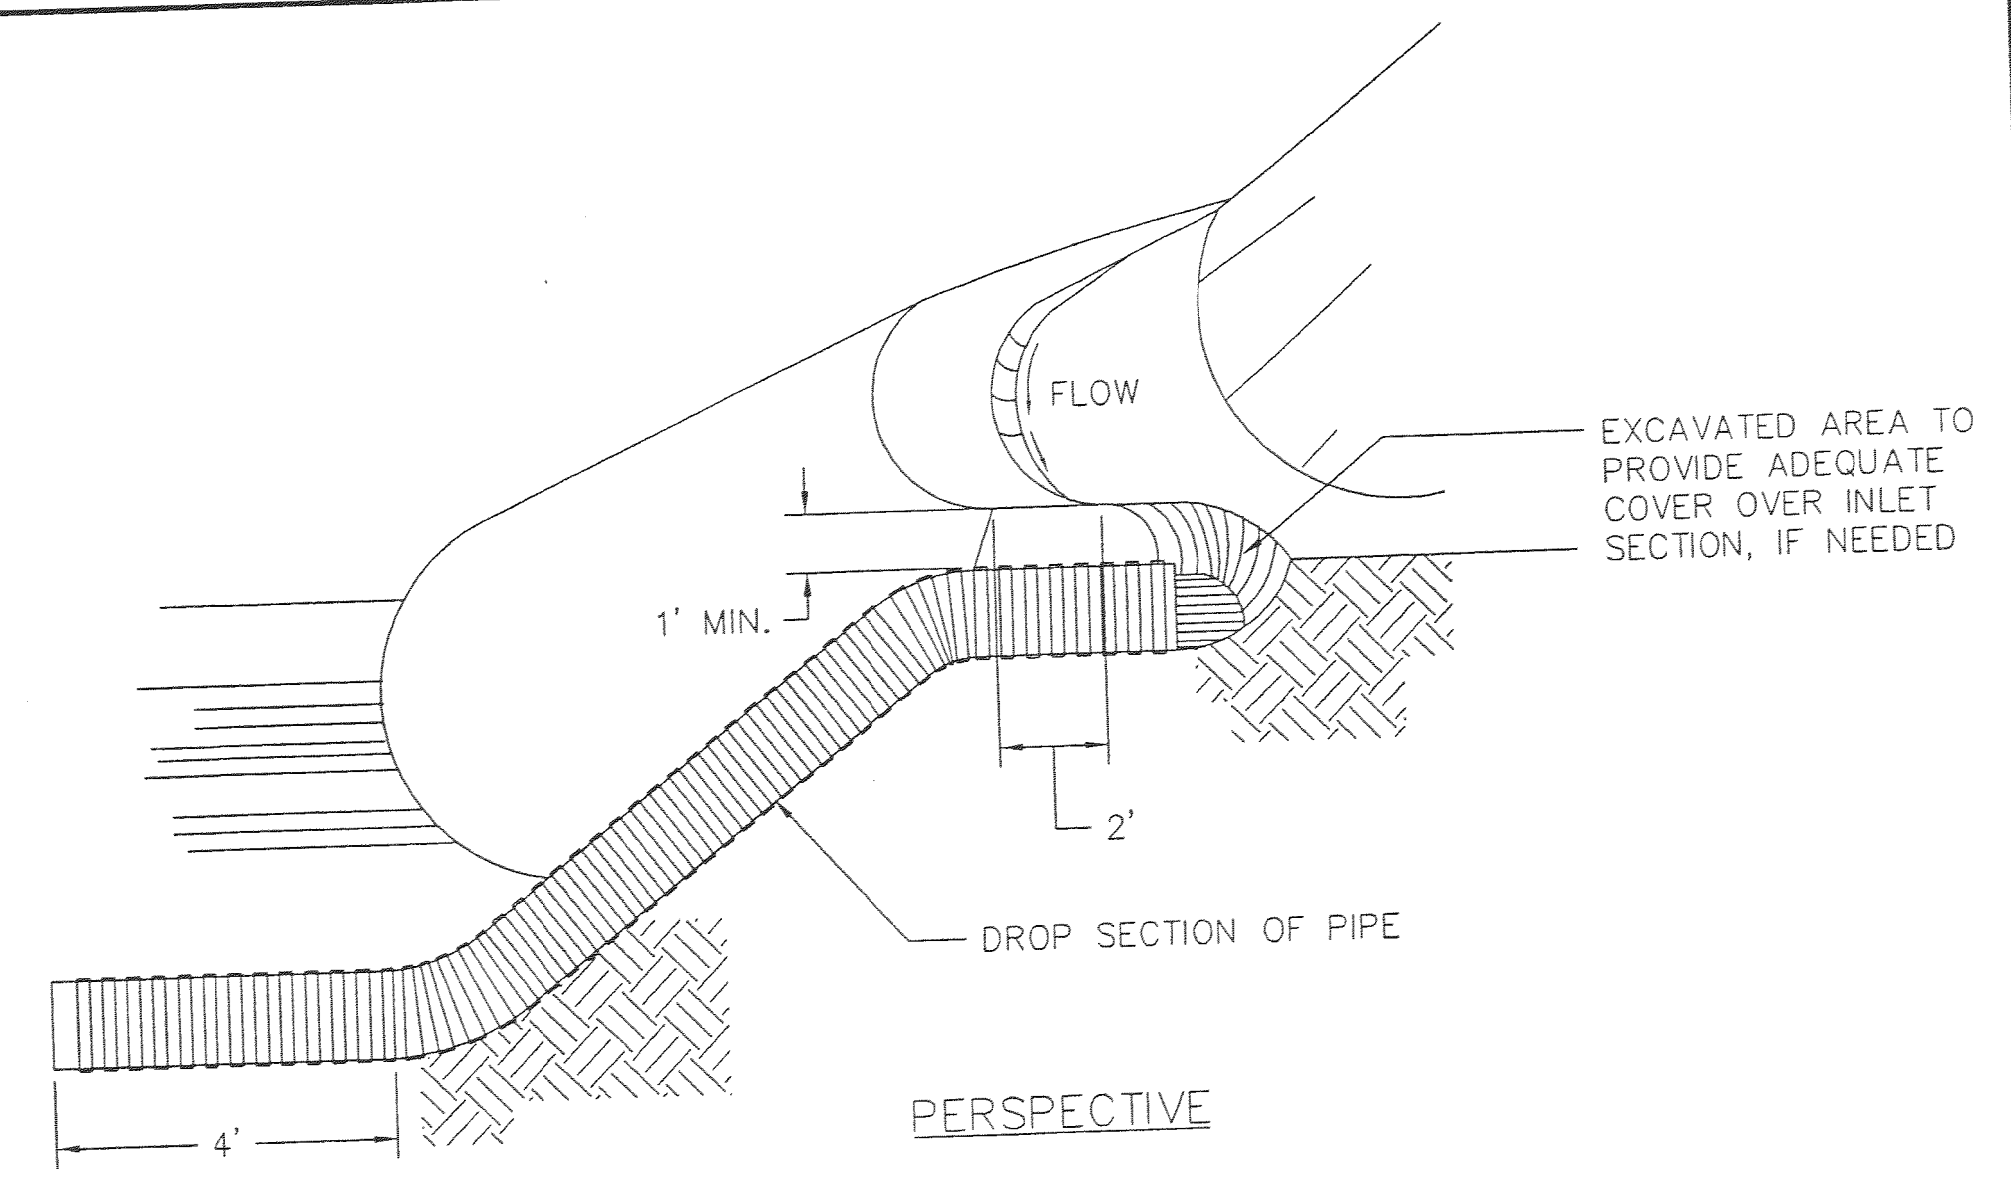 FLOW
EXCAVATED AREA TO
PROVIDE ADEQUATE
COVER OVER INLET
SECTION, IF NEEDED
1' MIN.
2'
DROP SECTION OF PIPE
PERSPECTIVE
4'